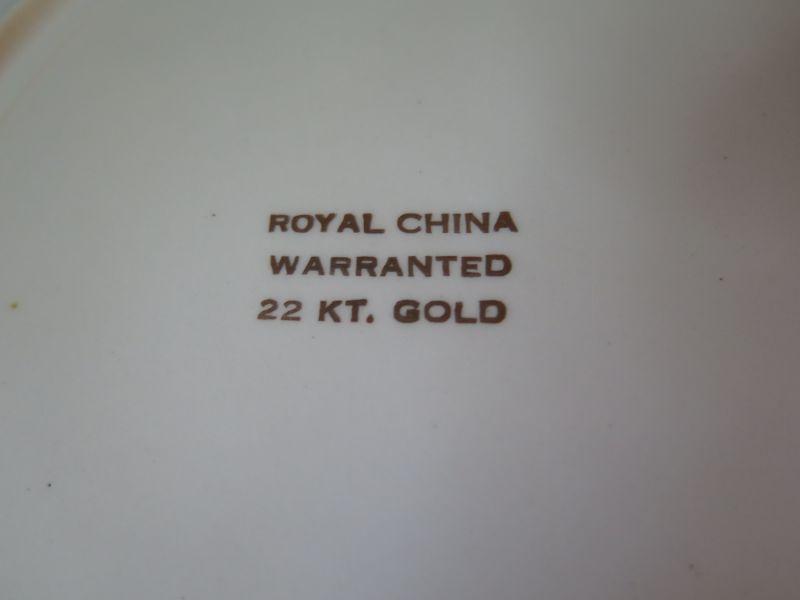 ROYAL CHINA
WARRANTED
22 KT. GOLD